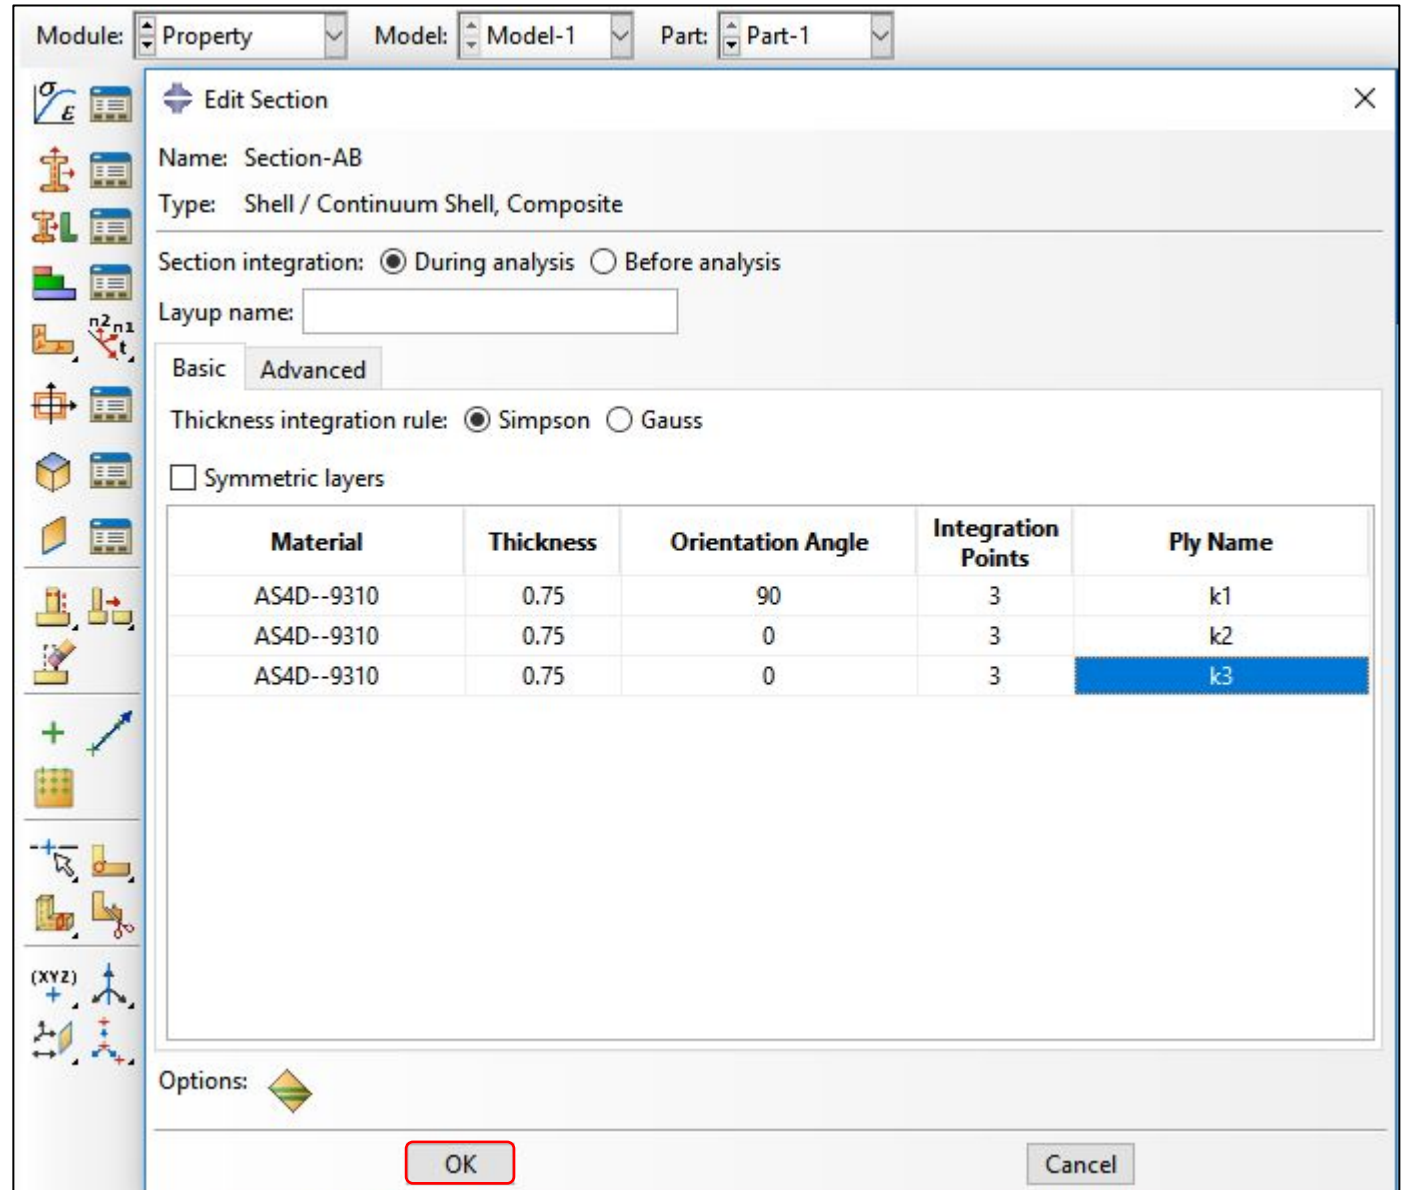 Module: Property Model: Model-1 Part: Part-1
σ ε
Edit Section
Name: Section-AB
Type: Shell / Continuum Shell, Composite
Section integration: During analysis Before analysis
Layup name:
n2 n1
t
Basic Advanced
Thickness integration rule: Simpson Gauss
Symmetric layers
Material Thickness Orientation Angle Integration Points Ply Name
AS4D--9310 0.75 90 3 k1
AS4D--9310 0.75 0 3 k2
AS4D--9310 0.75 0 3 k3
(XYZ)
Options:
OK Cancel